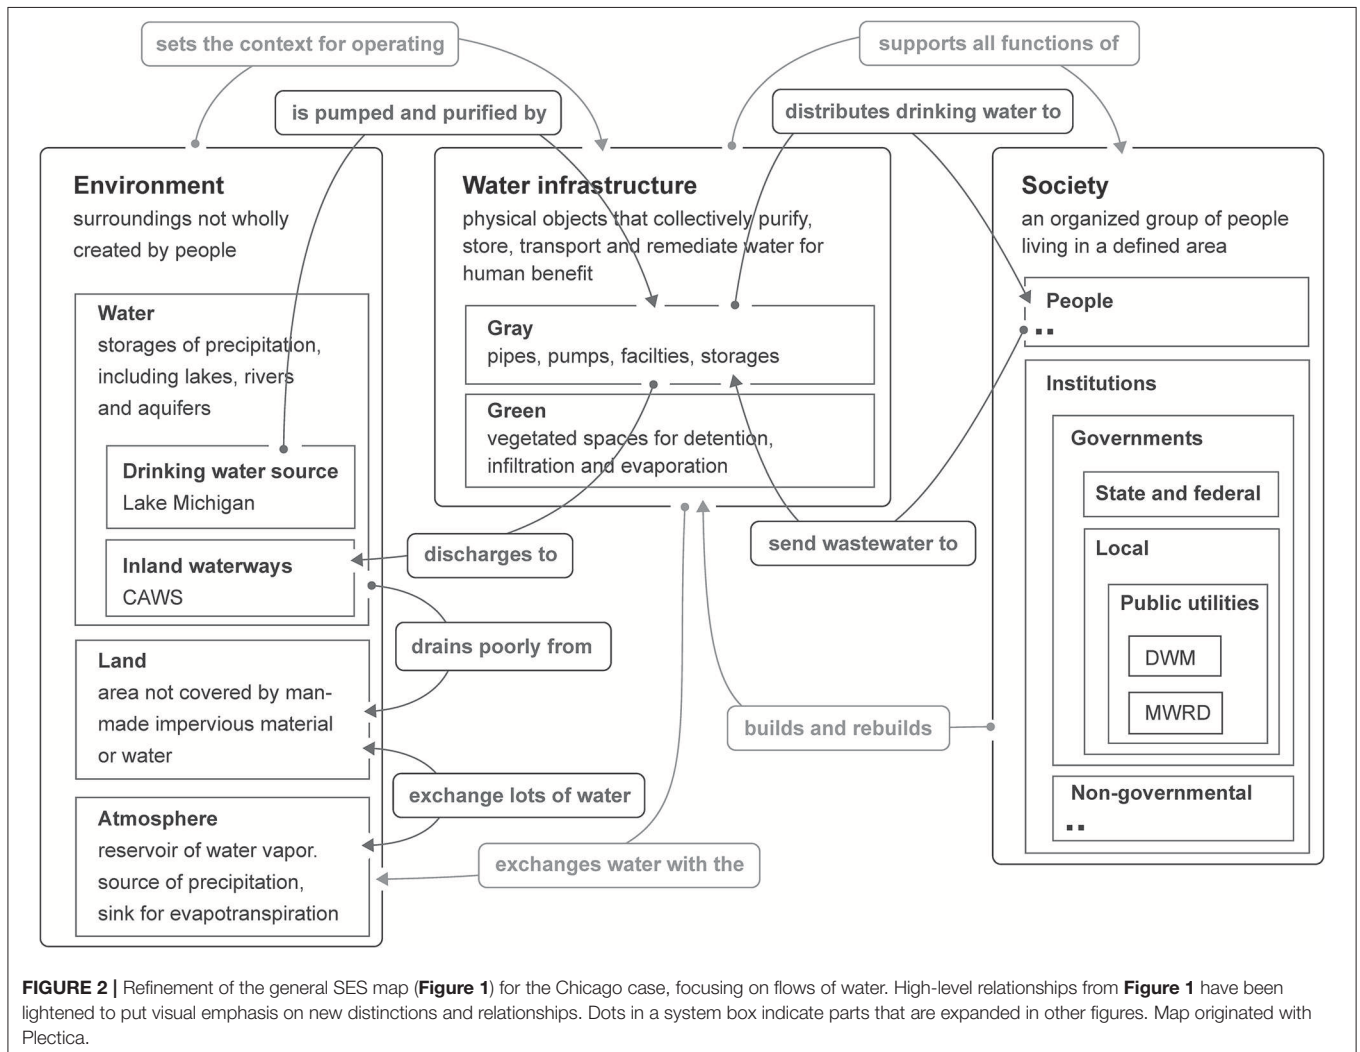 sets the context for operating
supports all functions of
is pumped and purified by
distributes drinking water to
Environment
surroundings not wholly
created by people
Water
storages of precipitation,
including lakes, rivers
and aquifers
Drinking water source
Lake Michigan
Inland waterways
CAWS
Land
area not covered by man-
made impervious material
or water
Atmosphere
reservoir of water vapor.
source of precipitation,
sink for evapotranspiration
Water infrastructure
physical objects that collectively purify,
store, transport and remediate water for
human benefit
Gray
pipes, pumps, facilties, storages
Green
vegetated spaces for detention,
infiltration and evaporation
discharges to
send wastewater to
drains poorly from
builds and rebuilds
exchange lots of water
exchanges water with the
Society
an organized group of people
living in a defined area
People
Institutions
Governments
State and federal
Local
Public utilities
DWM
MWRD
Non-governmental
FIGURE 2 | Refinement of the general SES map (Figure 1) for the Chicago case, focusing on flows of water. High-level relationships from Figure 1 have been
lightened to put visual emphasis on new distinctions and relationships. Dots in a system box indicate parts that are expanded in other figures. Map originated with
Plectica.